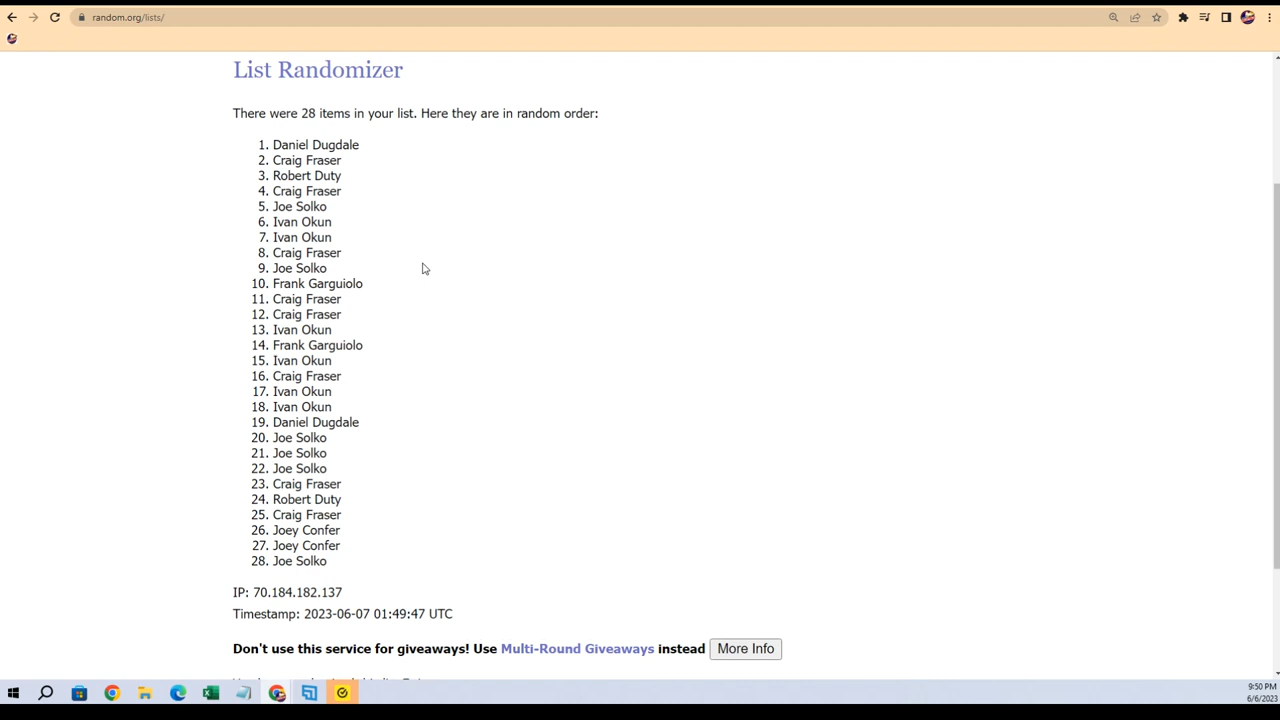 random.org/lists/
List Randomizer
There were 28 items in your list. Here they are in random order:
1. Daniel Dugdale
2. Craig Fraser
3. Robert Duty
4. Craig Fraser
5. Joe Solko
6. Ivan Okun
7. Ivan Okun
8. Craig Fraser
9. Joe Solko
10. Frank Garguiolo
11. Craig Fraser
12. Craig Fraser
13. Ivan Okun
14. Frank Garguiolo
15. Ivan Okun
16. Craig Fraser
17. Ivan Okun
18. Ivan Okun
19. Daniel Dugdale
20. Joe Solko
21. Joe Solko
22. Joe Solko
23. Craig Fraser
24. Robert Duty
25. Craig Fraser
26. Joey Confer
27. Joey Confer
28. Joe Solko
IP: 70.184.182.137
Timestamp: 2023-06-07 01:49:47 UTC
Don't use this service for giveaways! Use Multi-Round Giveaways instead More Info
9:50 PM
6/6/2023